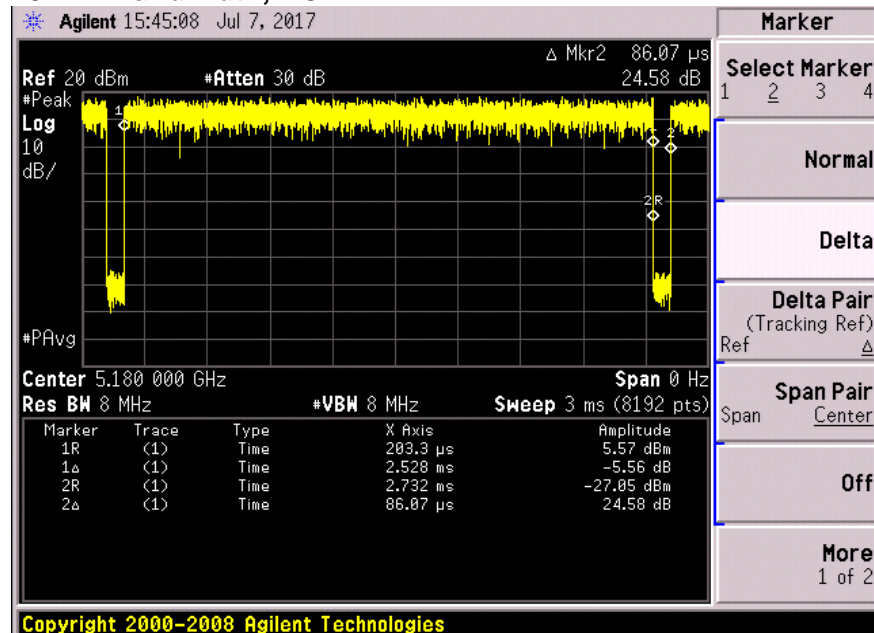 Agilent 15:45:08 Jul 7, 2017
Marker
Δ Mkr2 86.07 µs
Ref 20 dBm #Atten 30 dB 24.58 dB
#Peak
Log
10
dB/
1
1 2
2R
#PAvg
Center 5.180 000 GHz Span 0 Hz
Res BW 8 MHz #VBW 8 MHz Sweep 3 ms (8192 pts)
Marker Trace Type X Axis Amplitude
1R (1) Time 203.3 µs 5.57 dBm
1Δ (1) Time 2.528 ms -5.56 dB
2R (1) Time 2.732 ms -27.05 dBm
2Δ (1) Time 86.07 µs 24.58 dB
Select Marker
1 2 3 4
Normal
Delta
Delta Pair
(Tracking Ref)
Ref Δ
Span Pair
Span Center
Off
More
1 of 2
Copyright 2000-2008 Agilent Technologies